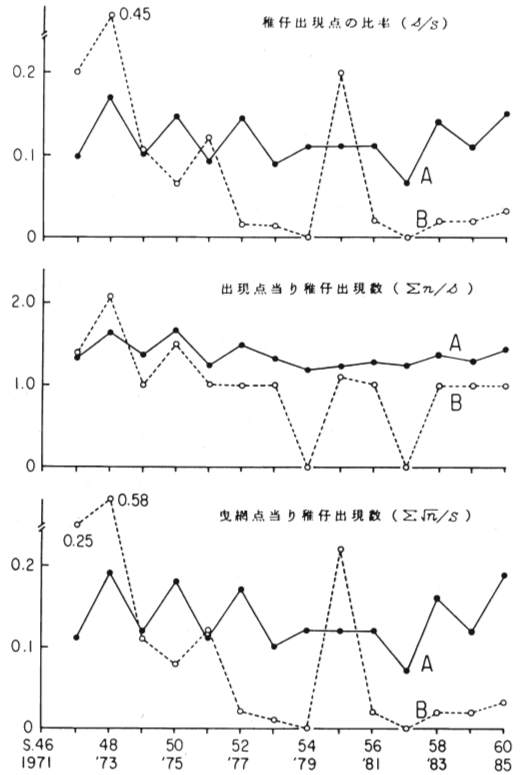 稚仔出現点の比率(s/S)
0.45
0.2
0.1
0
A
B
出現点当り稚仔出現数(Σn/s)
2.0
1.0
0
A
B
曳網点当り稚仔出現数(Σ√n/S)
0.58
0.25
0.2
0.1
0
A
B
S.46 48 50 52 54 56 58 60
1971 '73 '75 '77 '79 '81 '83 85